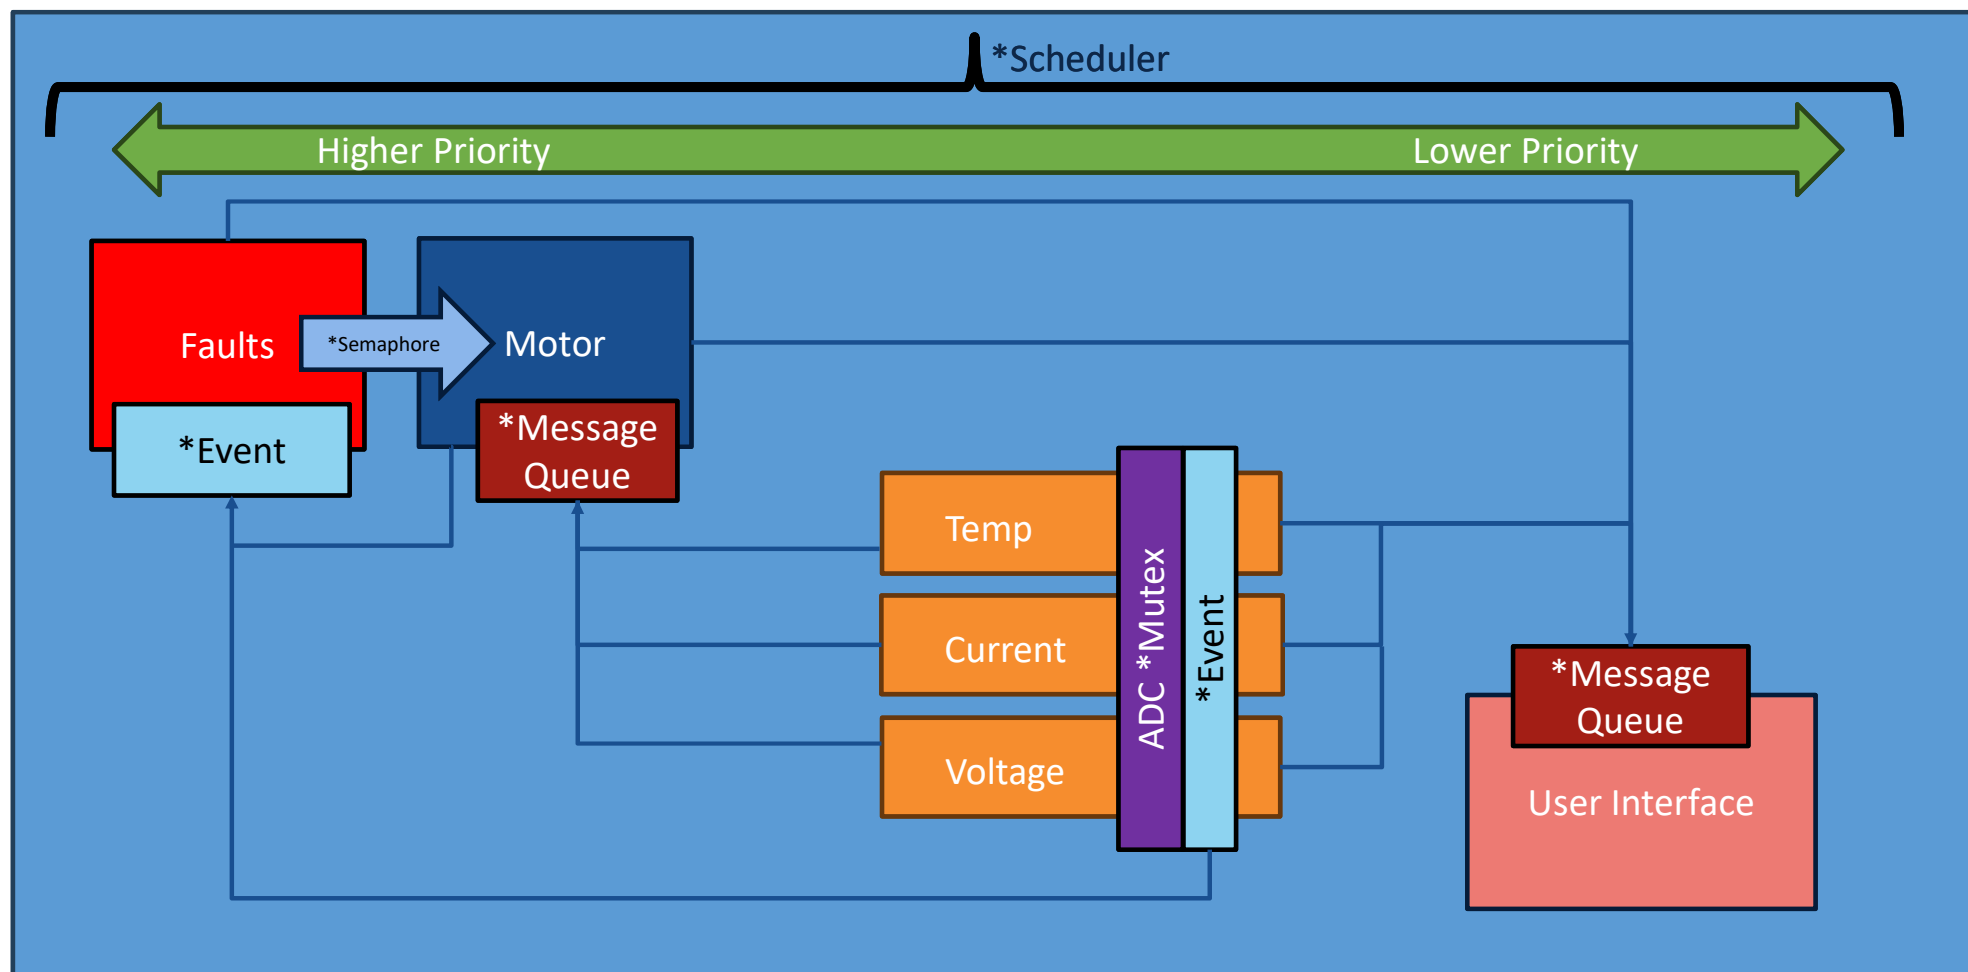 *Scheduler
Higher Priority
Lower Priority
Faults
*Semaphore
Motor
*Event
*Message
Queue
Temp
Current
Voltage
ADC *Mutex
*Event
*Message
Queue
User Interface